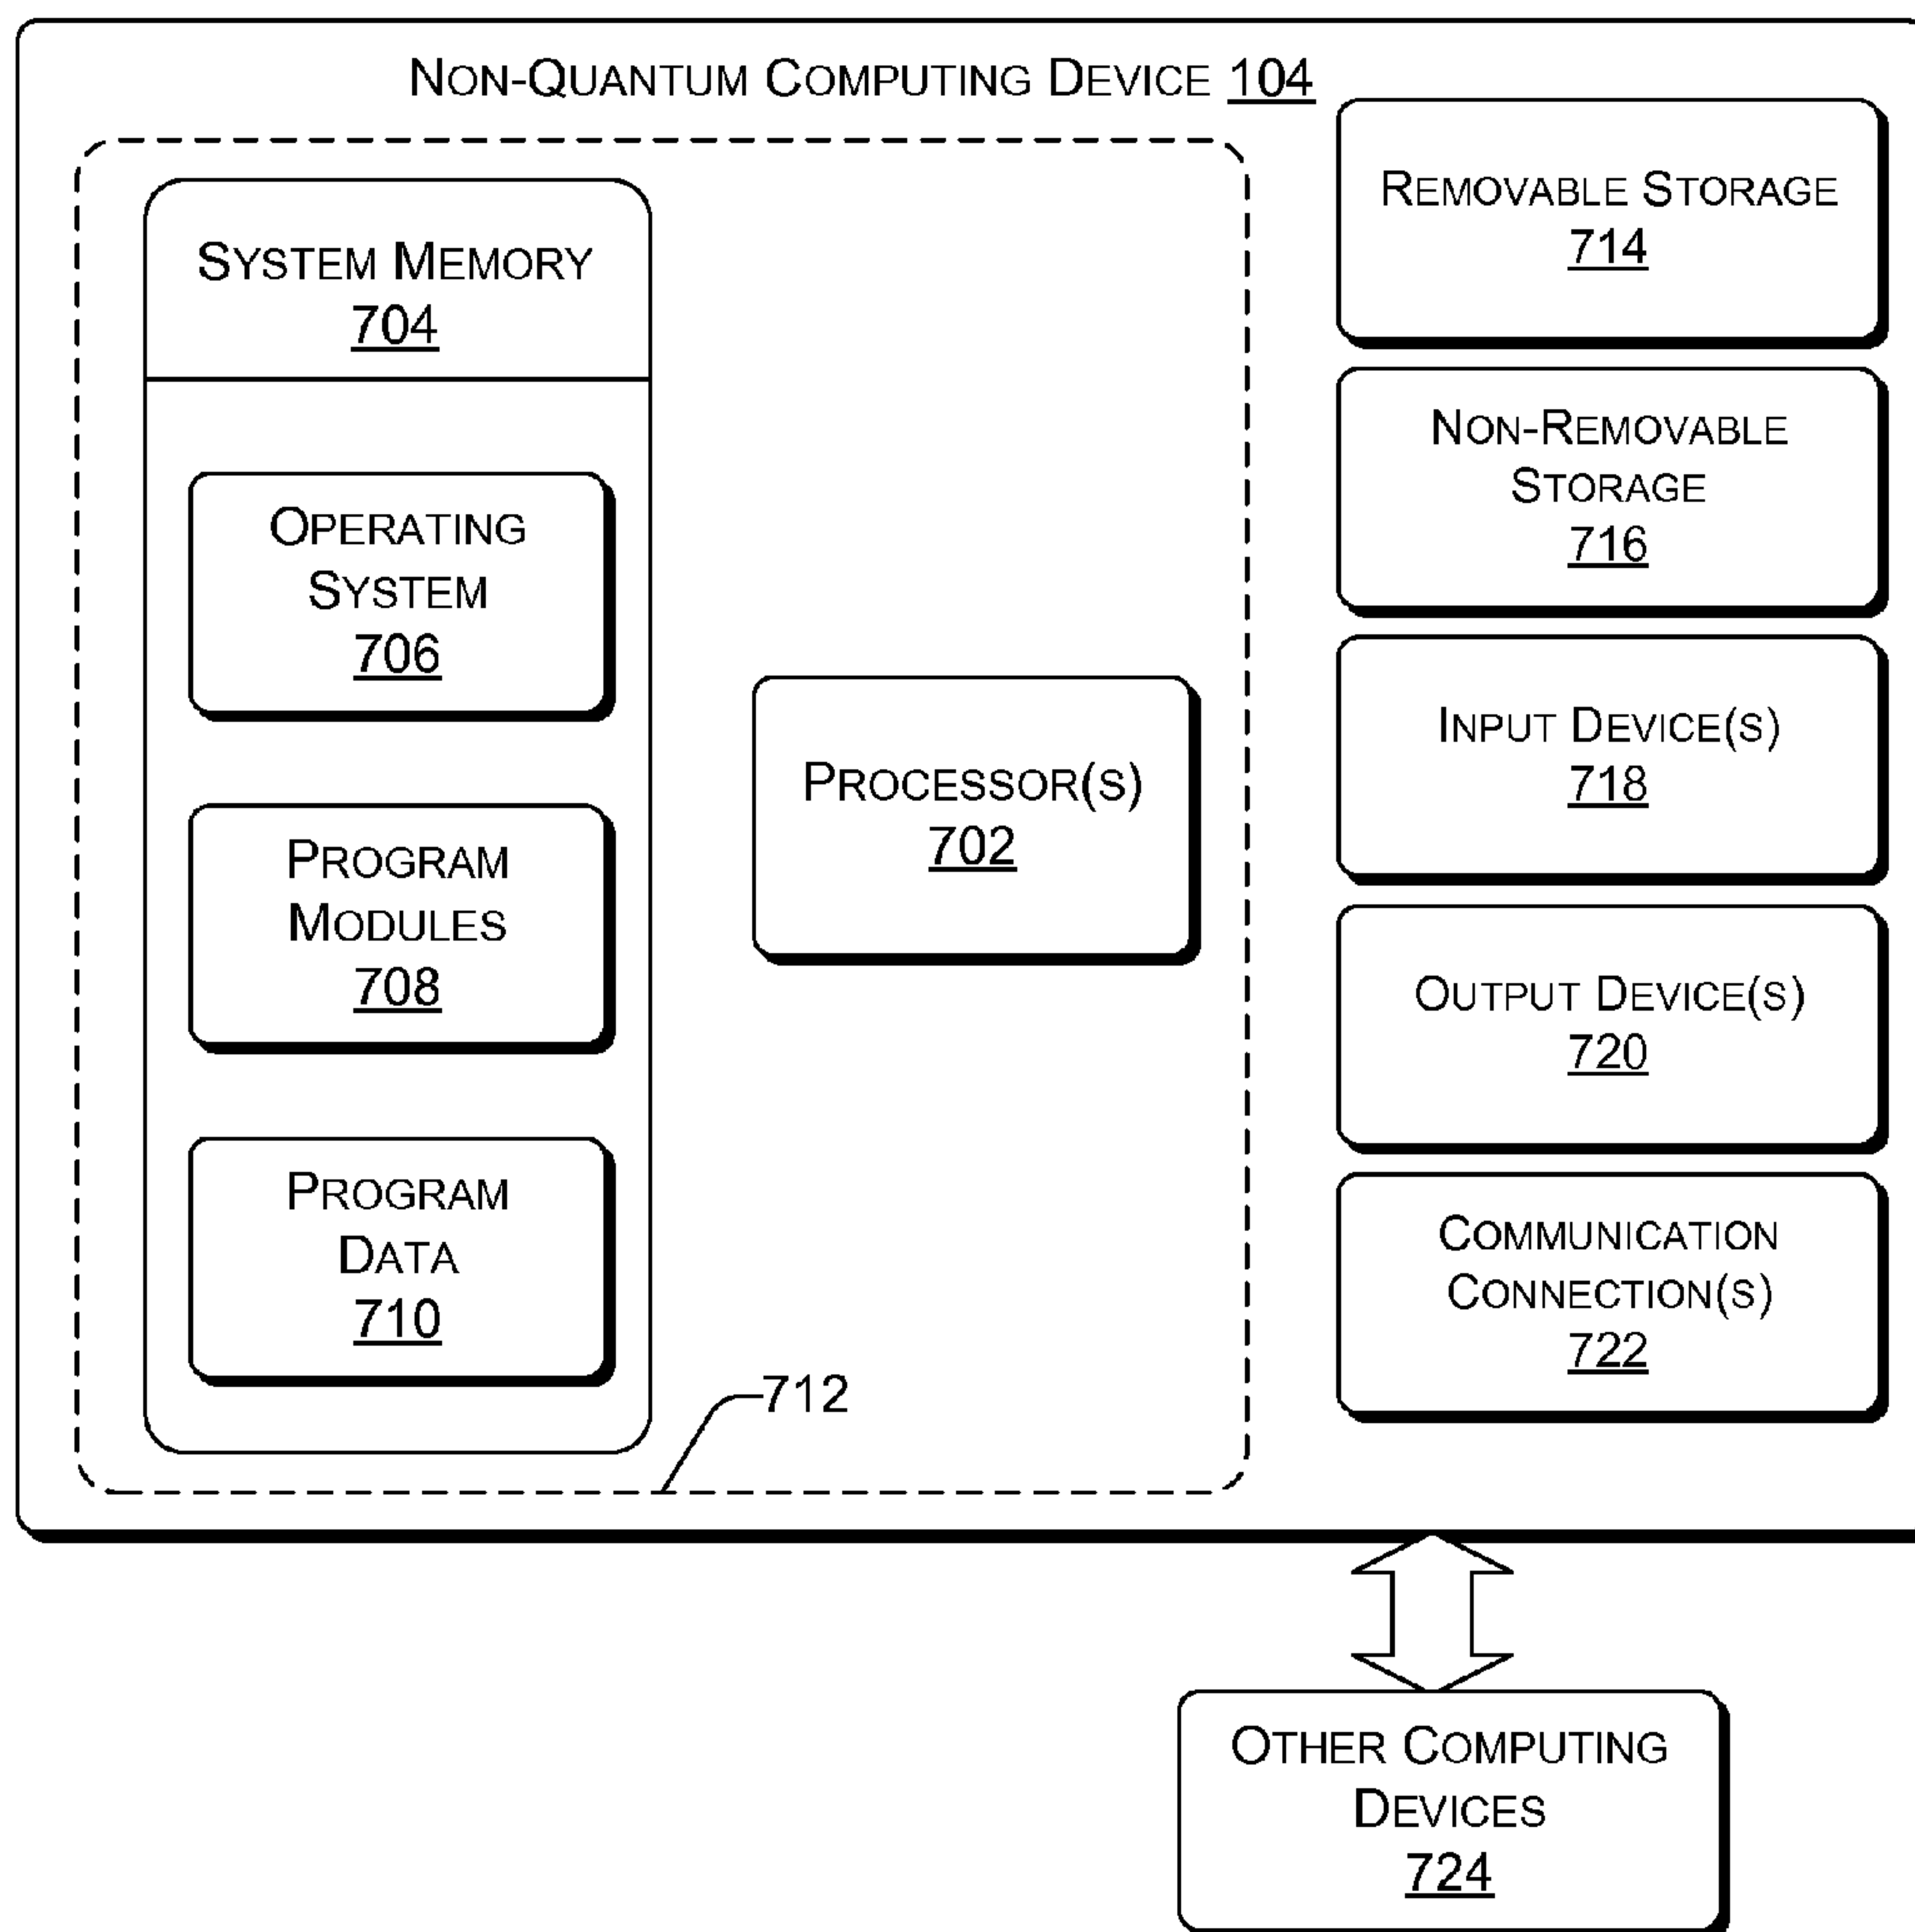 NON-QUANTUM COMPUTING DEVICE 104
SYSTEM MEMORY
704
OPERATING
SYSTEM
706
PROGRAM
MODULES
708
PROGRAM
DATA
710
PROCESSOR(S)
702
712
REMOVABLE STORAGE
714
NON-REMOVABLE
STORAGE
716
INPUT DEVICE(S)
718
OUTPUT DEVICE(S)
720
COMMUNICATION
CONNECTION(S)
722
OTHER COMPUTING
DEVICES
724